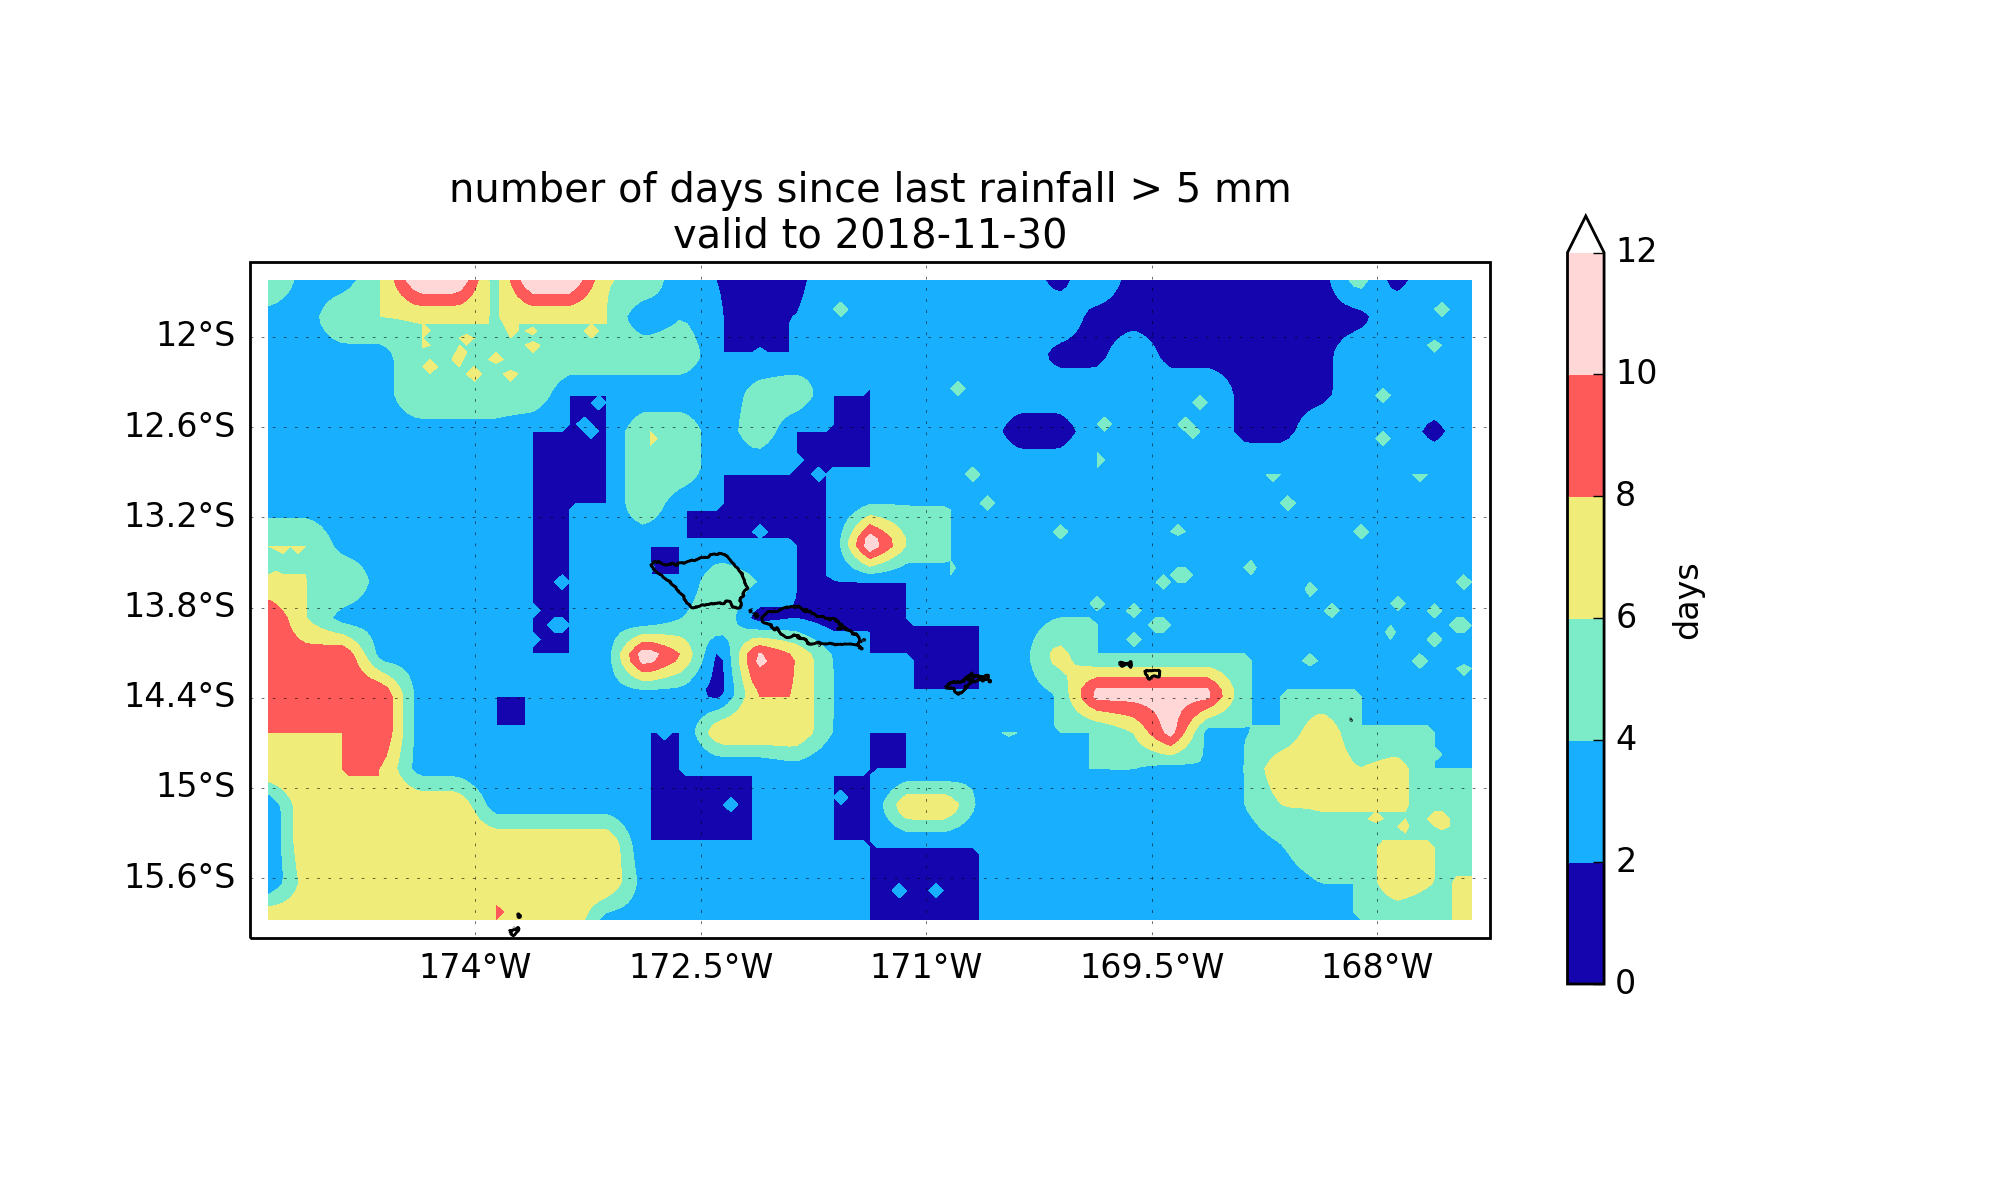 number of days since last rainfall > 5 mm
valid to 2018-11-30
12°S
12.6°S
13.2°S
13.8°S
14.4°S
15°S
15.6°S
174°W
172.5°W
171°W
169.5°W
168°W
12
10
8
6
4
2
0
days